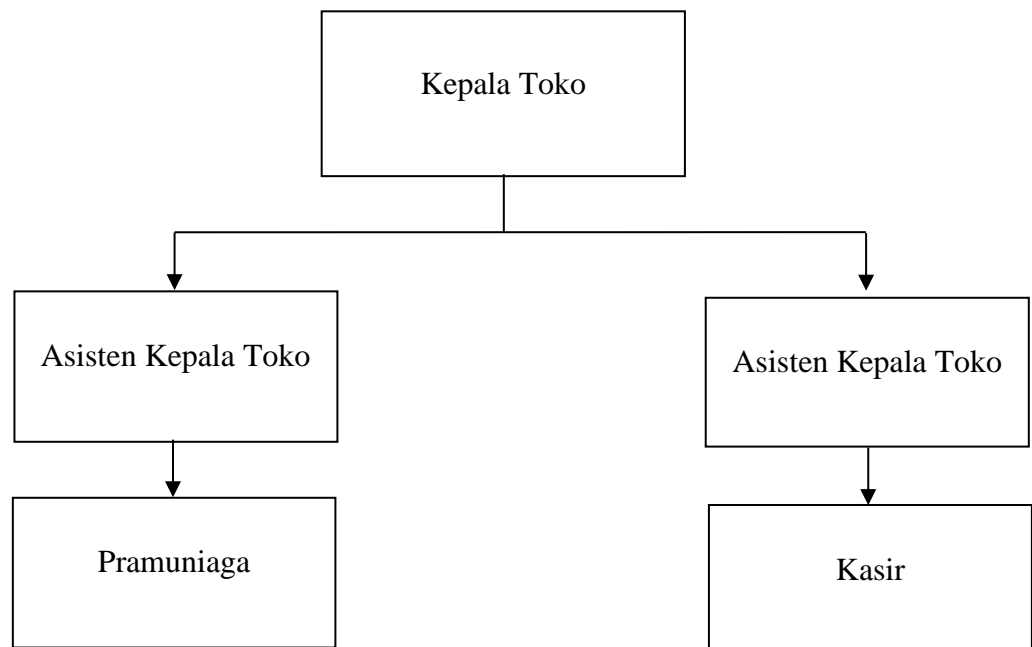 Kepala Toko
Asisten Kepala Toko
Asisten Kepala Toko
Pramuniaga
Kasir